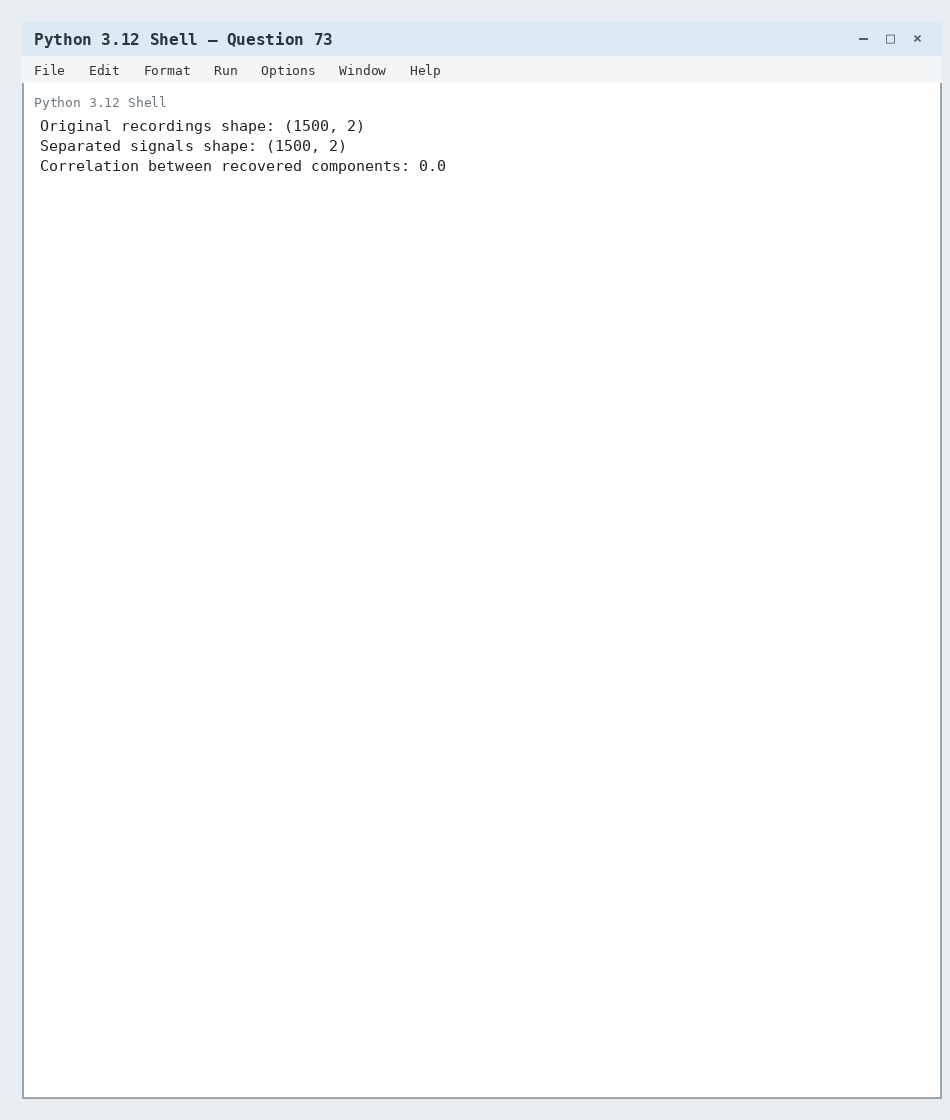 Python 3.12 Shell — Question 73
File Edit Format Run Options Window Help
Python 3.12 Shell
Original recordings shape: (1500, 2)
Separated signals shape: (1500, 2)
Correlation between recovered components: 0.0